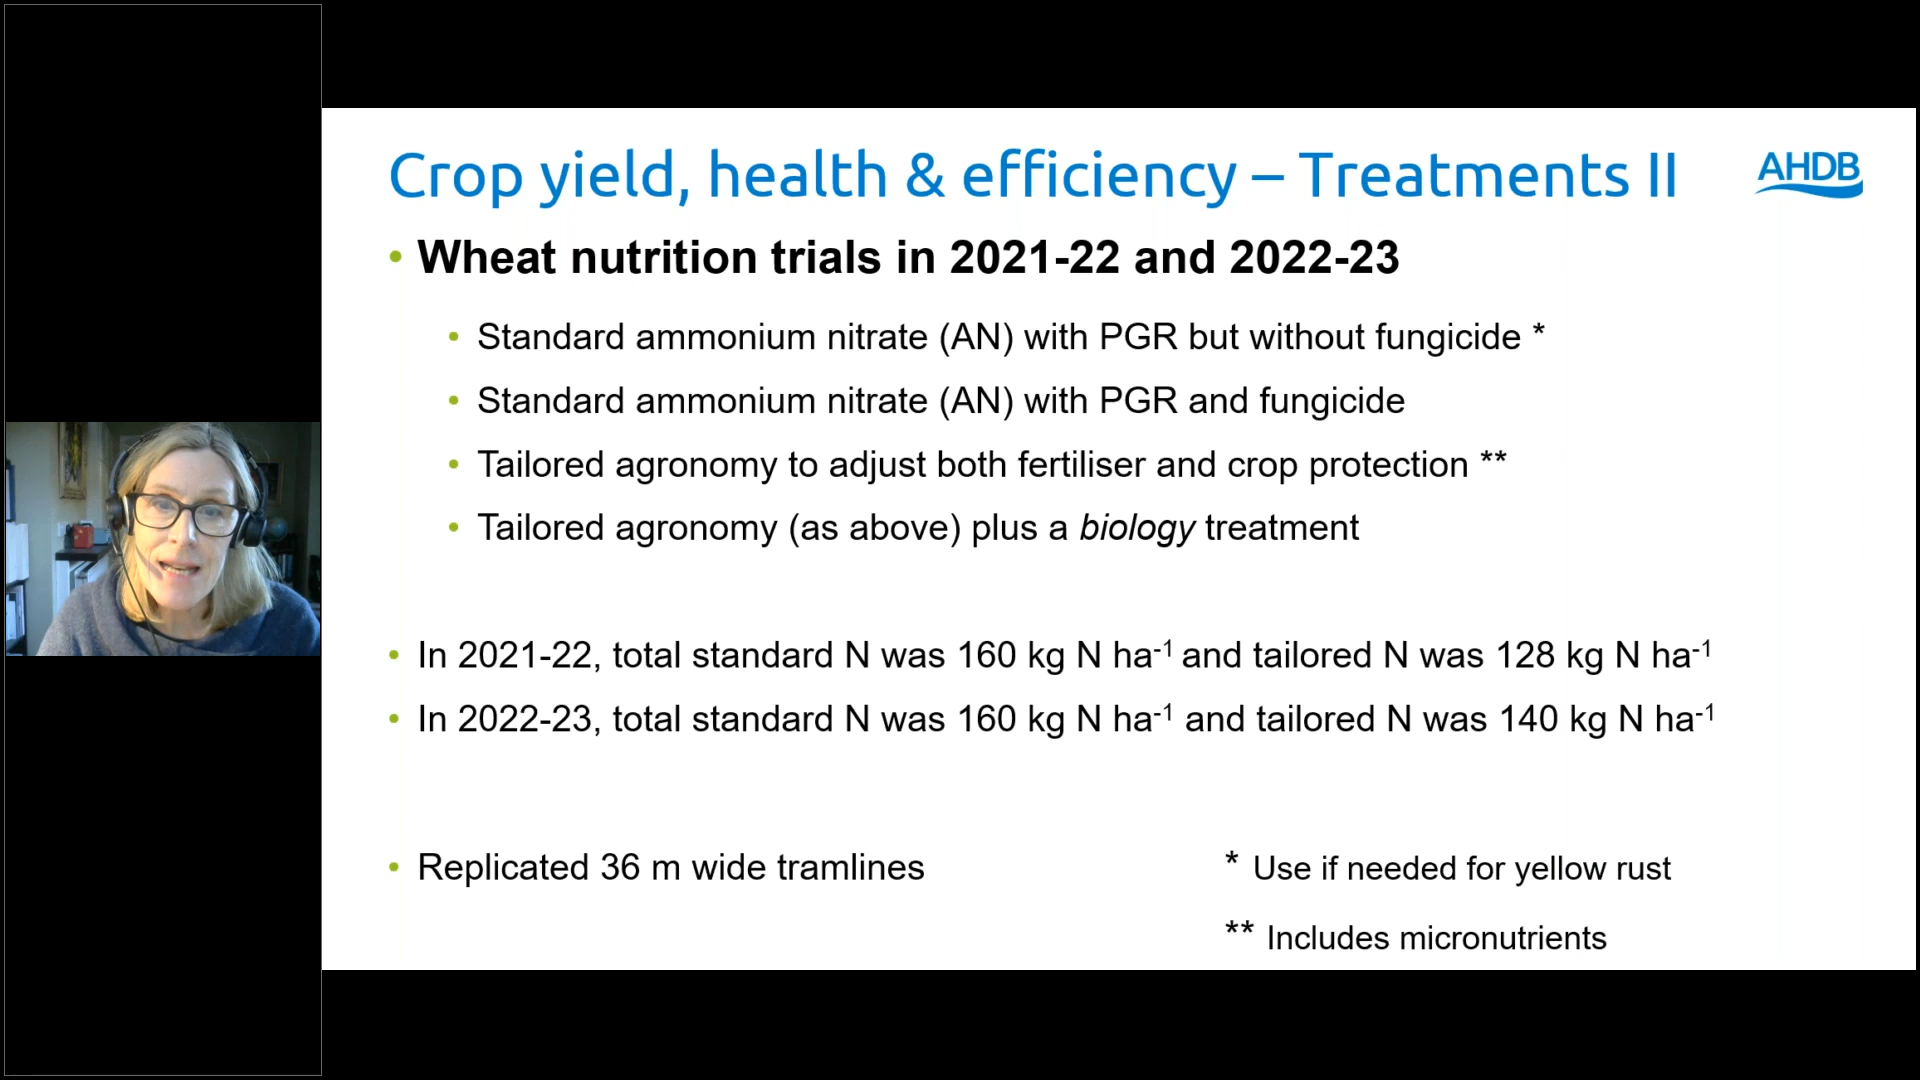 Crop yield, health & efficiency – Treatments II
AHDB
• Wheat nutrition trials in 2021-22 and 2022-23
• Standard ammonium nitrate (AN) with PGR but without fungicide *
• Standard ammonium nitrate (AN) with PGR and fungicide
• Tailored agronomy to adjust both fertiliser and crop protection **
• Tailored agronomy (as above) plus a biology treatment
• In 2021-22, total standard N was 160 kg N ha⁻¹ and tailored N was 128 kg N ha⁻¹
• In 2022-23, total standard N was 160 kg N ha⁻¹ and tailored N was 140 kg N ha⁻¹
• Replicated 36 m wide tramlines
* Use if needed for yellow rust
** Includes micronutrients